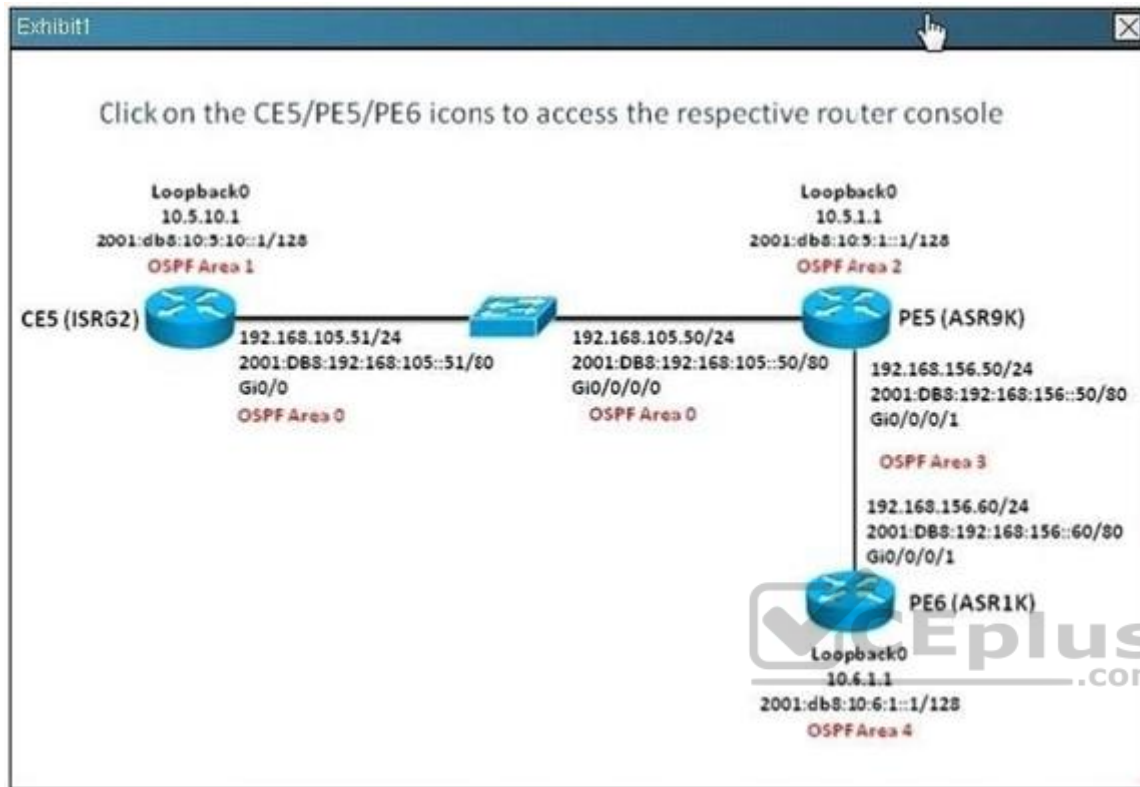 Exhibit1
Click on the CE5/PE5/PE6 icons to access the respective router console
Loopback0
10.5.10.1
2001:db8:10:5:10::1/128
OSPF Area 1
Loopback0
10.5.1.1
2001:db8:10:5:1::1/128
OSPF Area 2
CE5 (ISRG2)
PE5 (ASR9K)
192.168.105.51/24
2001:DB8:192:168:105::51/80
Gi0/0
OSPF Area 0
192.168.105.50/24
2001:DB8:192:168:105::50/80
Gi0/0/0/0
OSPF Area 0
192.168.156.50/24
2001:DB8:192:168:156::50/80
Gi0/0/0/1
OSPF Area 3
192.168.156.60/24
2001:DB8:192:168:156::60/80
Gi0/0/0/1
PE6 (ASR1K)
CEplus
.com
Loopback0
10.6.1.1
2001:db8:10:6:1::1/128
OSPF Area 4